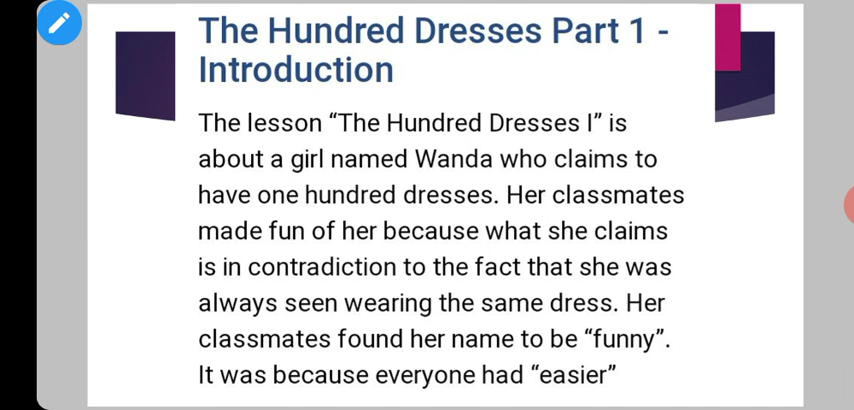 The Hundred Dresses Part 1 -
Introduction
The lesson “The Hundred Dresses I” is
about a girl named Wanda who claims to
have one hundred dresses. Her classmates
made fun of her because what she claims
is in contradiction to the fact that she was
always seen wearing the same dress. Her
classmates found her name to be “funny”.
It was because everyone had “easier”